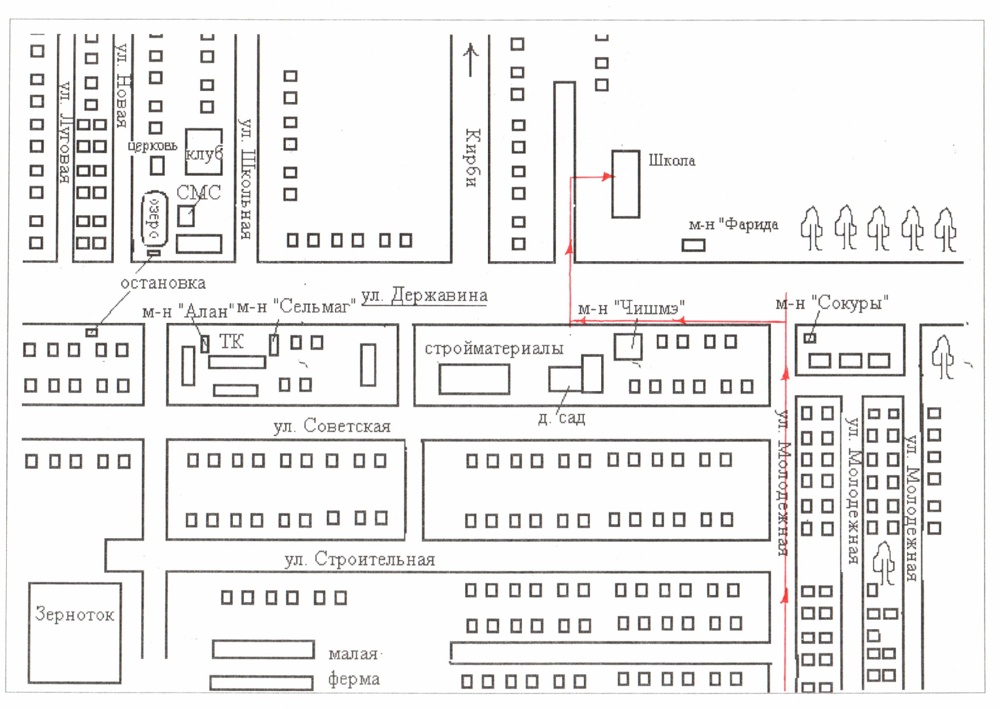 ул. Луговая
ул. Новая
церковь
клуб
СМС
озеро
ул. Школьная
Кирби
Школа
м-н "Фарида
остановка
ул. Державина
м-н "Алан"
м-н "Сельмаг"
м-н "Чишмэ"
м-н "Сокуры"
ТК
стройматериалы
д. сад
ул. Советская
ул. Молодежная
ул. Молодежная
ул. Молодежная
ул. Строительная
Зерноток
малая
ферма